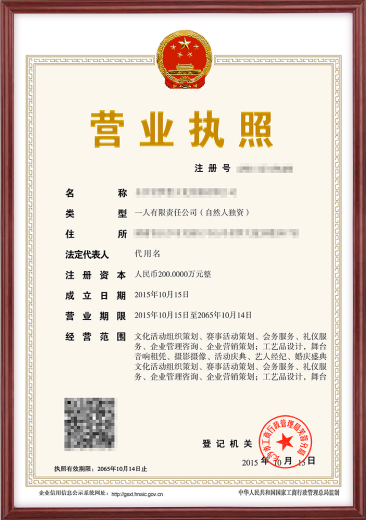 营业执照
注册号
名称
类型 一人有限责任公司（自然人独资）
住所
法定代表人 代用名
注册资本 人民币200.0000万元整
成立日期 2015年10月15日
营业期限 2015年10月15日至2065年10月14日
经营范围 文化活动组织策划、赛事活动策划、会务服务、礼仪服
务、企业管理咨询、企业营销策划；工艺品设计，舞台
音响租凭、摄影摄像、活动庆典、艺人经纪、婚庆盛典
文化活动组织策划、赛事活动策划、会务服务、礼仪服
务、企业管理咨询、企业营销策划；工艺品设计，舞台
登记机关
2015 年 10 月 15日
执照有效期限：2065年10月14日止
企业信用信息公示系统网址：http://gsxt.hnaic.gov.cn
中华人民共和国国家工商行政管理总局监制